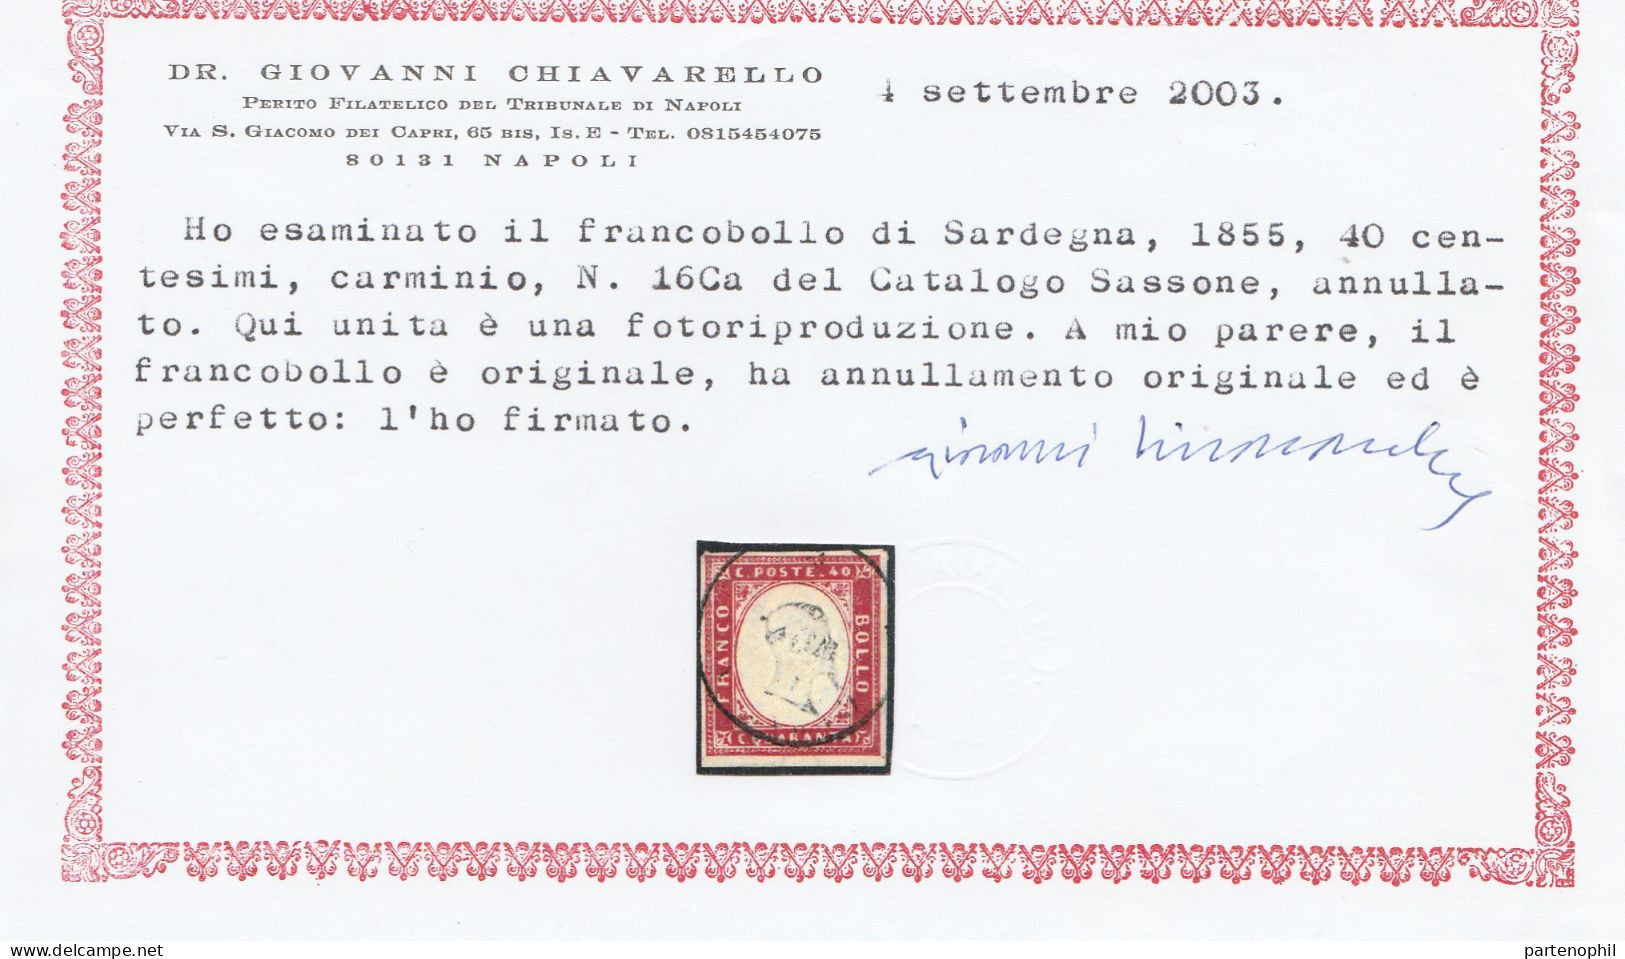 DR. GIOVANNI CHIAVARELLO
PERITO FILATELICO DEL TRIBUNALE DI NAPOLI
VIA S. GIACOMO DEI CAPRI, 65 BIS, IS. E - TEL. 0815454075
80131 NAPOLI
4 settembre 2003.
Ho esaminato il francobollo di Sardegna, 1855, 40 cen-
tesimi, carminio, N. 16Ca del Catalogo Sassone, annulla-
to. Qui unita è una fotoriproduzione. A mio parere, il
francobollo è originale, ha annullamento originale ed è
perfetto: l'ho firmato.
C. POSTE. 40
FRANCO
BOLLO
www.delcampe.net
partenophil